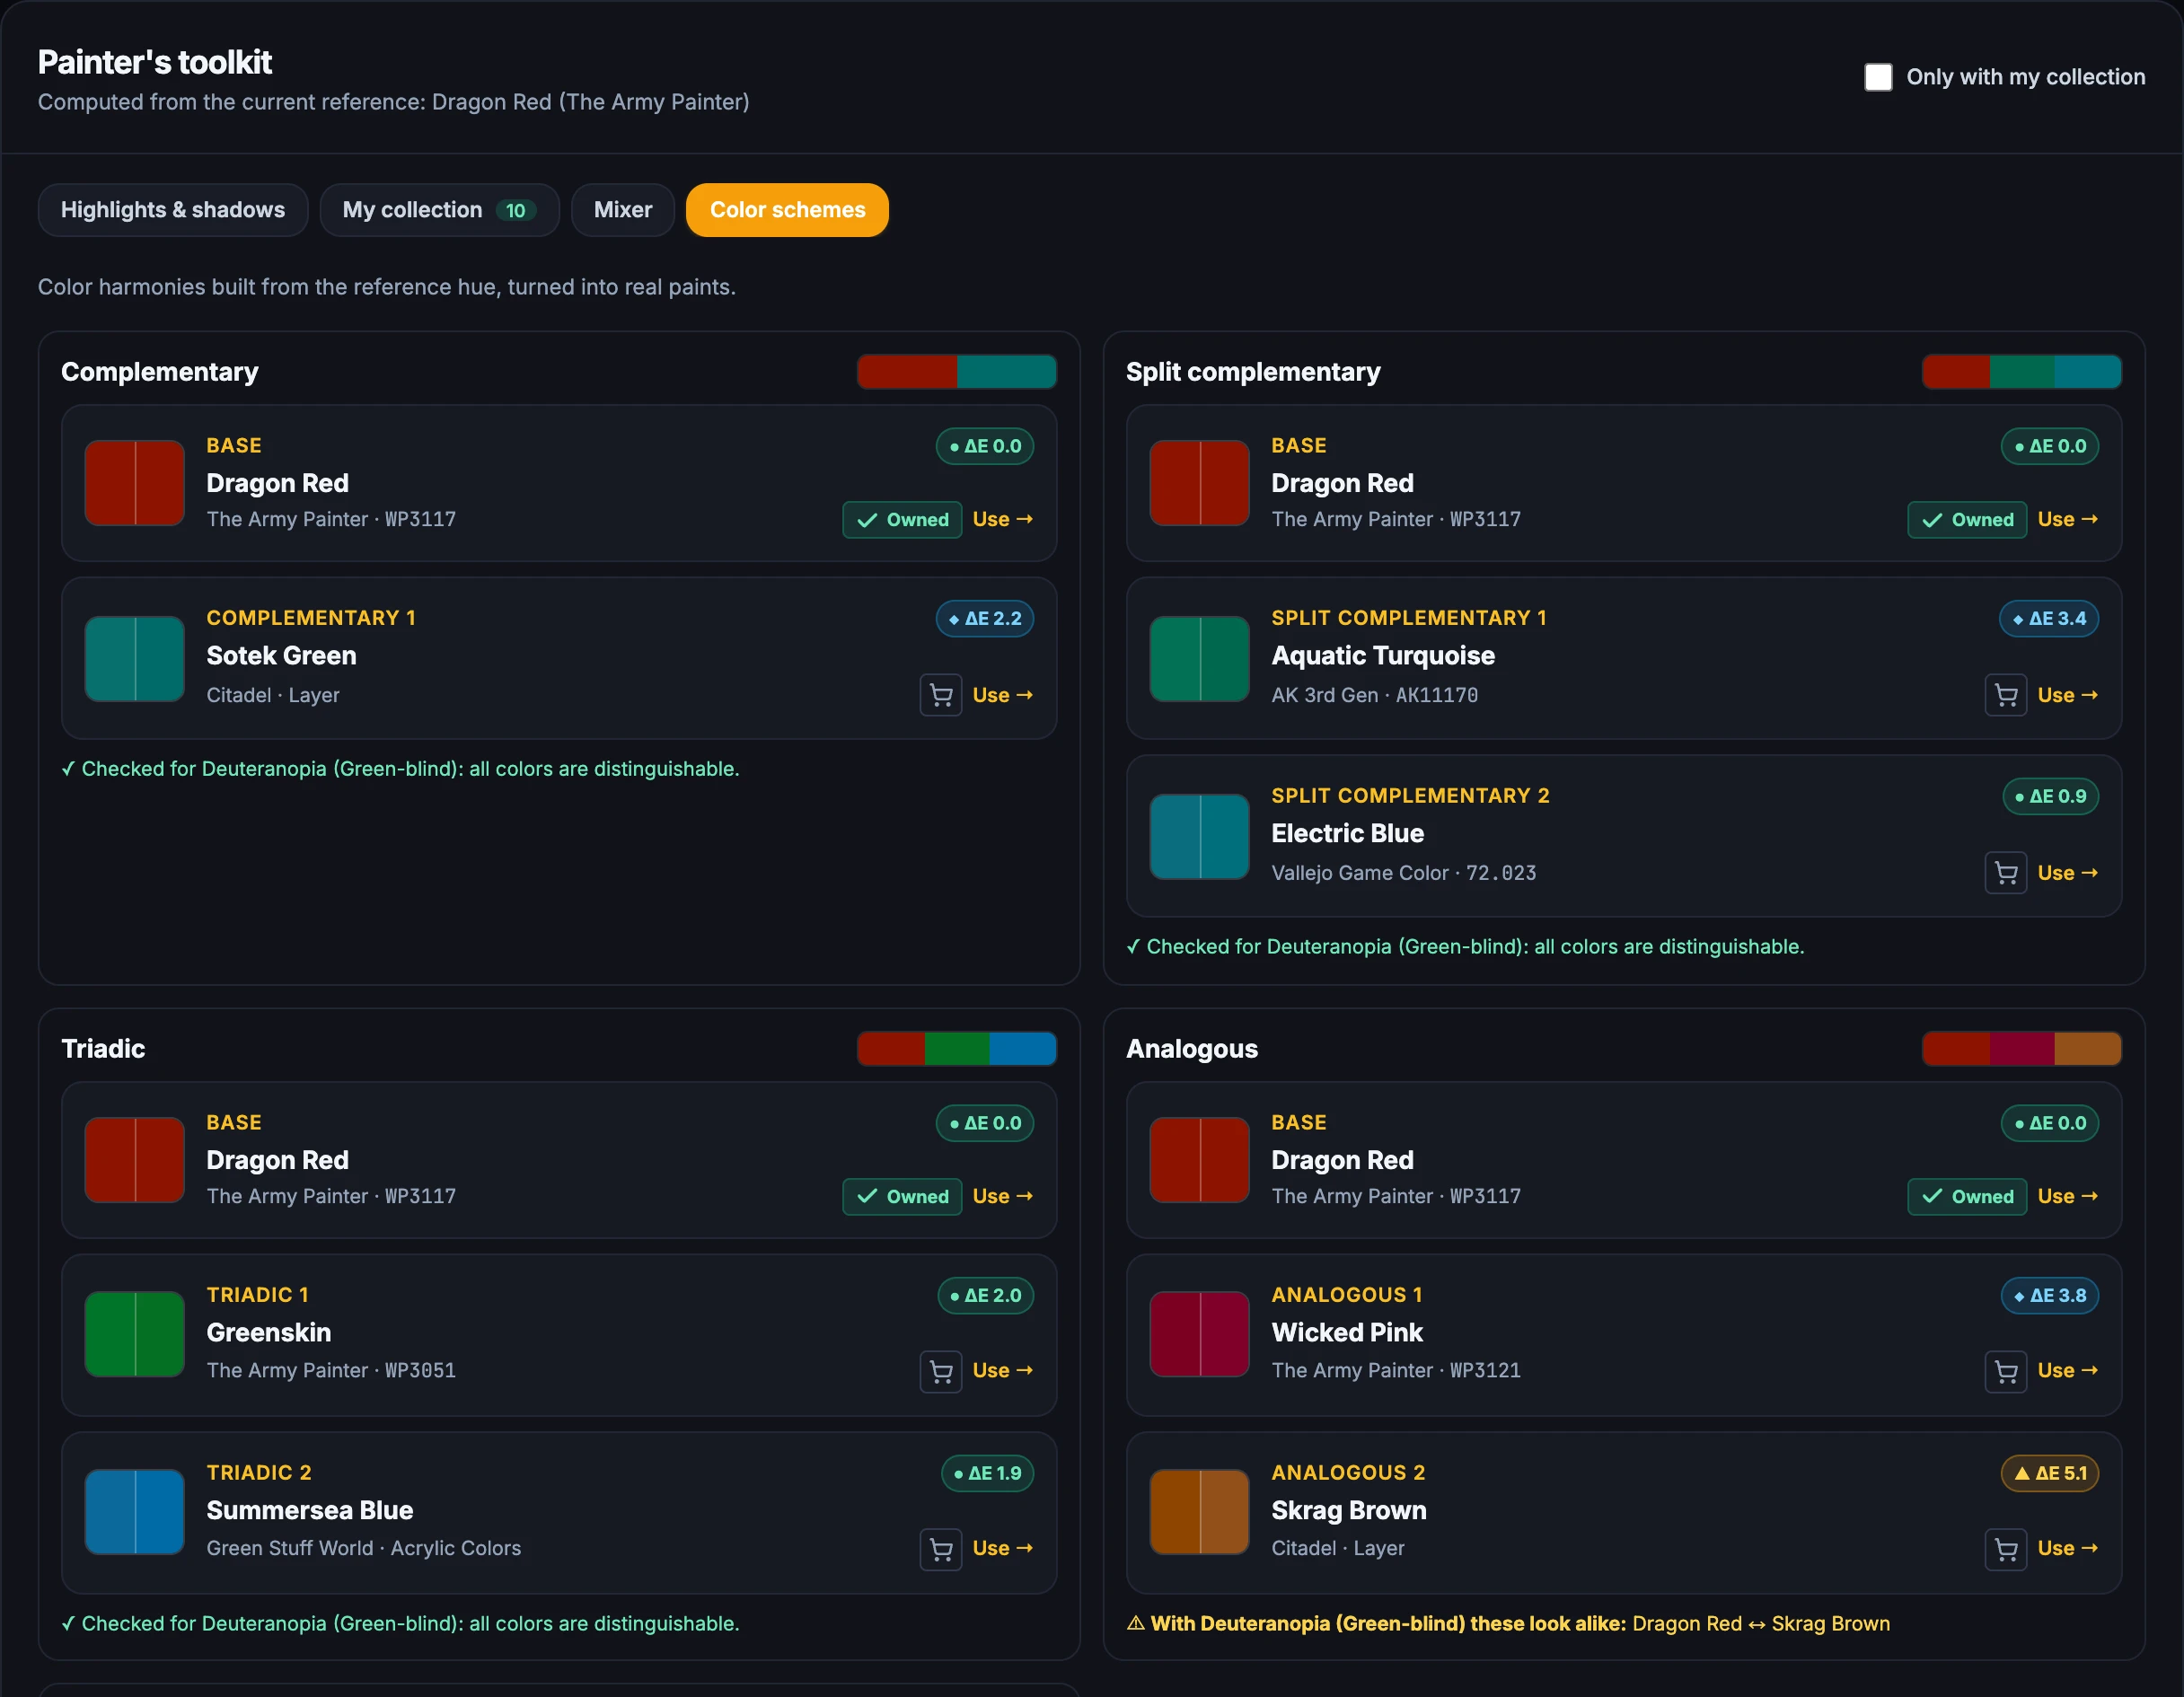 Painter's toolkit
Computed from the current reference: Dragon Red (The Army Painter)
Only with my collection
Highlights & shadows
My collection 10
Mixer
Color schemes
Color harmonies built from the reference hue, turned into real paints.
Complementary
BASE
ΔE 0.0
Dragon Red
The Army Painter · WP3117
Owned
Use →
COMPLEMENTARY 1
ΔE 2.2
Sotek Green
Citadel · Layer
Use →
✓ Checked for Deuteranopia (Green-blind): all colors are distinguishable.
Split complementary
BASE
ΔE 0.0
Dragon Red
The Army Painter · WP3117
Owned
Use →
SPLIT COMPLEMENTARY 1
ΔE 3.4
Aquatic Turquoise
AK 3rd Gen · AK11170
Use →
SPLIT COMPLEMENTARY 2
ΔE 0.9
Electric Blue
Vallejo Game Color · 72.023
Use →
✓ Checked for Deuteranopia (Green-blind): all colors are distinguishable.
Triadic
BASE
ΔE 0.0
Dragon Red
The Army Painter · WP3117
Owned
Use →
TRIADIC 1
ΔE 2.0
Greenskin
The Army Painter · WP3051
Use →
TRIADIC 2
ΔE 1.9
Summersea Blue
Green Stuff World · Acrylic Colors
Use →
✓ Checked for Deuteranopia (Green-blind): all colors are distinguishable.
Analogous
BASE
ΔE 0.0
Dragon Red
The Army Painter · WP3117
Owned
Use →
ANALOGOUS 1
ΔE 3.8
Wicked Pink
The Army Painter · WP3121
Use →
ANALOGOUS 2
ΔE 5.1
Skrag Brown
Citadel · Layer
Use →
⚠ With Deuteranopia (Green-blind) these look alike: Dragon Red ↔ Skrag Brown